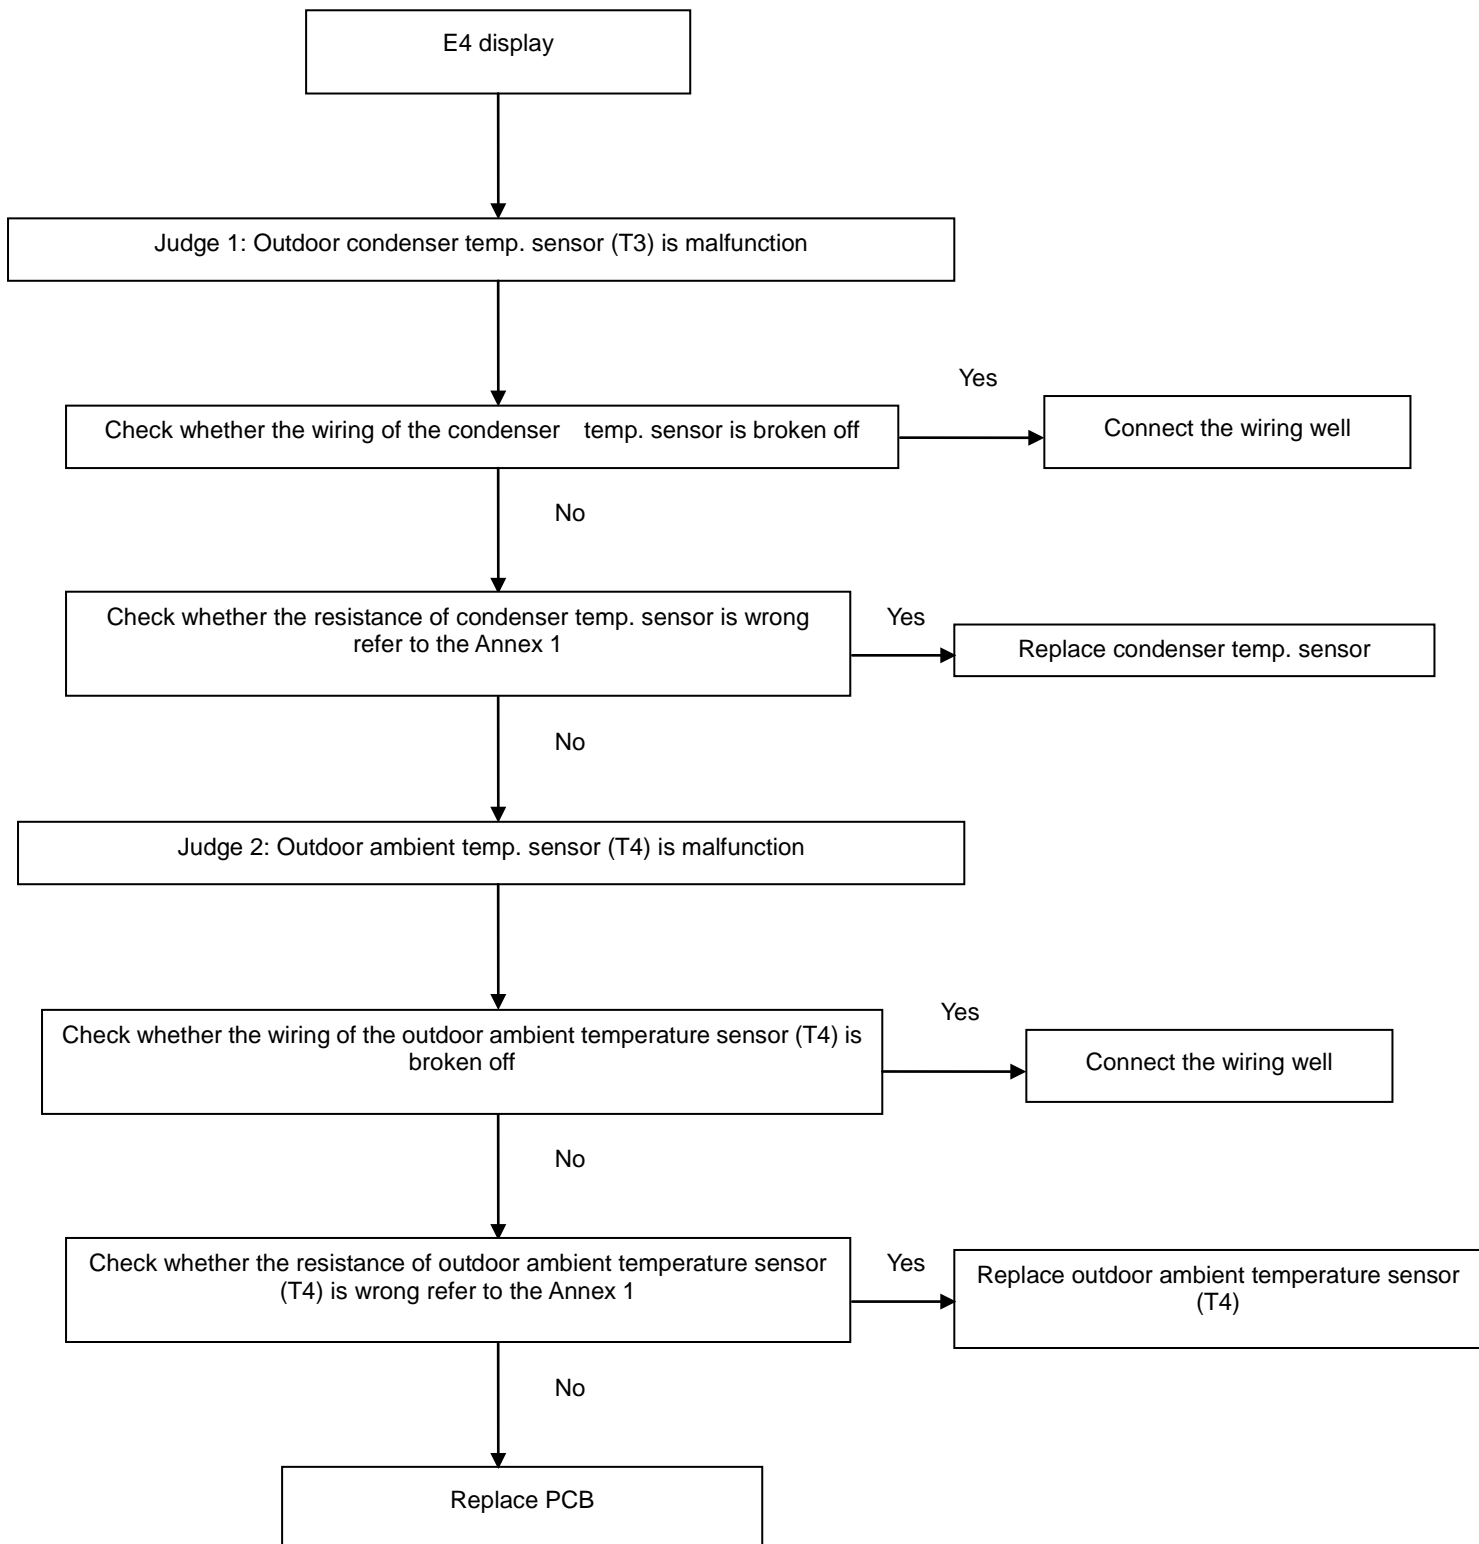 E4 display
Judge 1: Outdoor condenser temp. sensor (T3) is malfunction
Yes
Check whether the wiring of the condenser temp. sensor is broken off
Connect the wiring well
No
Check whether the resistance of condenser temp. sensor is wrong
refer to the Annex 1
Yes
Replace condenser temp. sensor
No
Judge 2: Outdoor ambient temp. sensor (T4) is malfunction
Yes
Check whether the wiring of the outdoor ambient temperature sensor (T4) is
broken off
Connect the wiring well
No
Check whether the resistance of outdoor ambient temperature sensor
(T4) is wrong refer to the Annex 1
Yes
Replace outdoor ambient temperature sensor
(T4)
No
Replace PCB